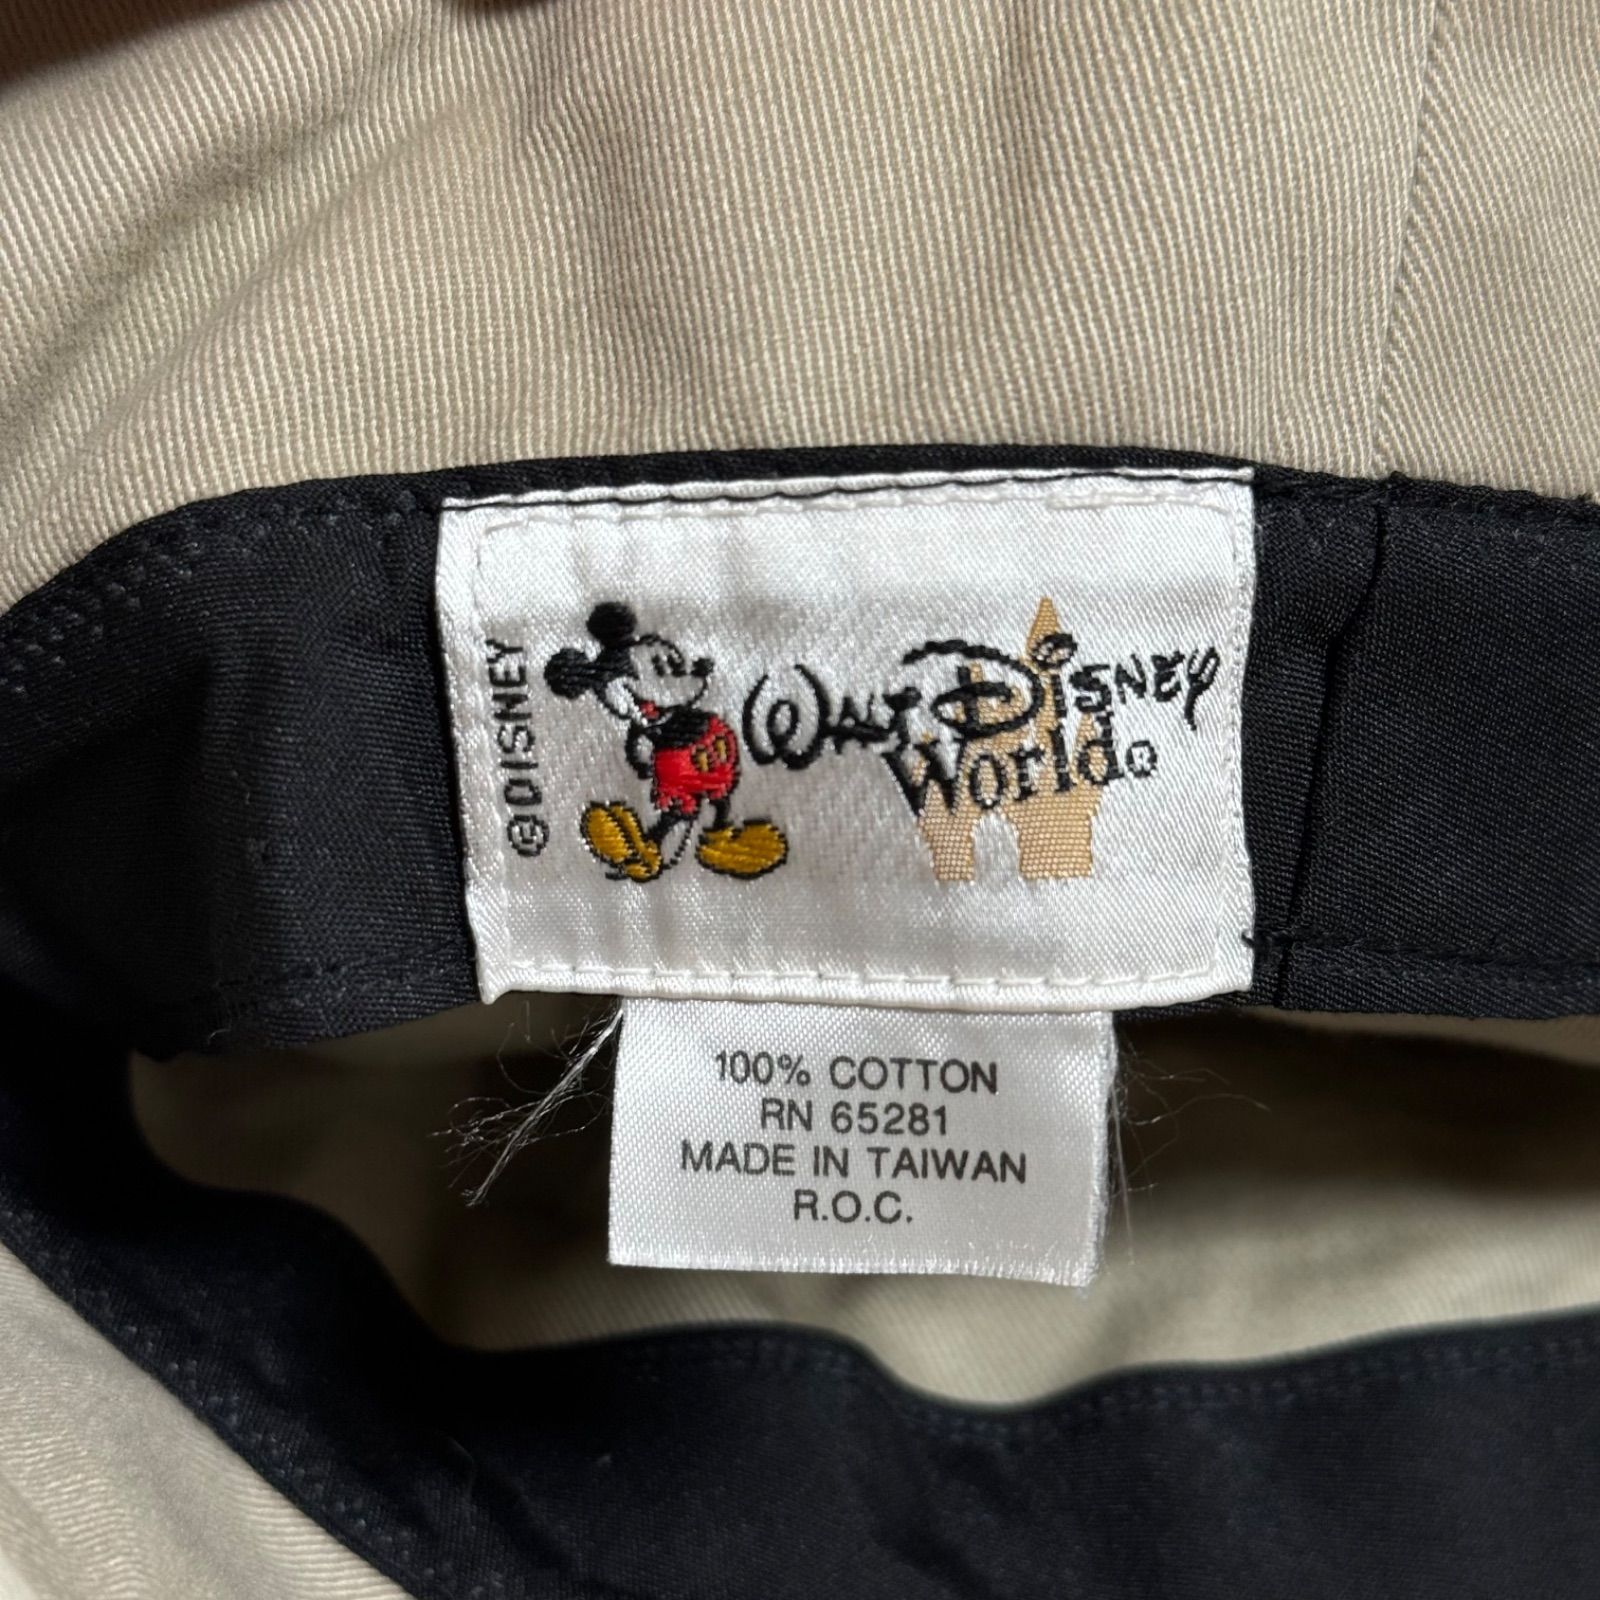 ©DISNEY
WALT DISNEY
World®
100% COTTON
RN 65281
MADE IN TAIWAN
R.O.C.